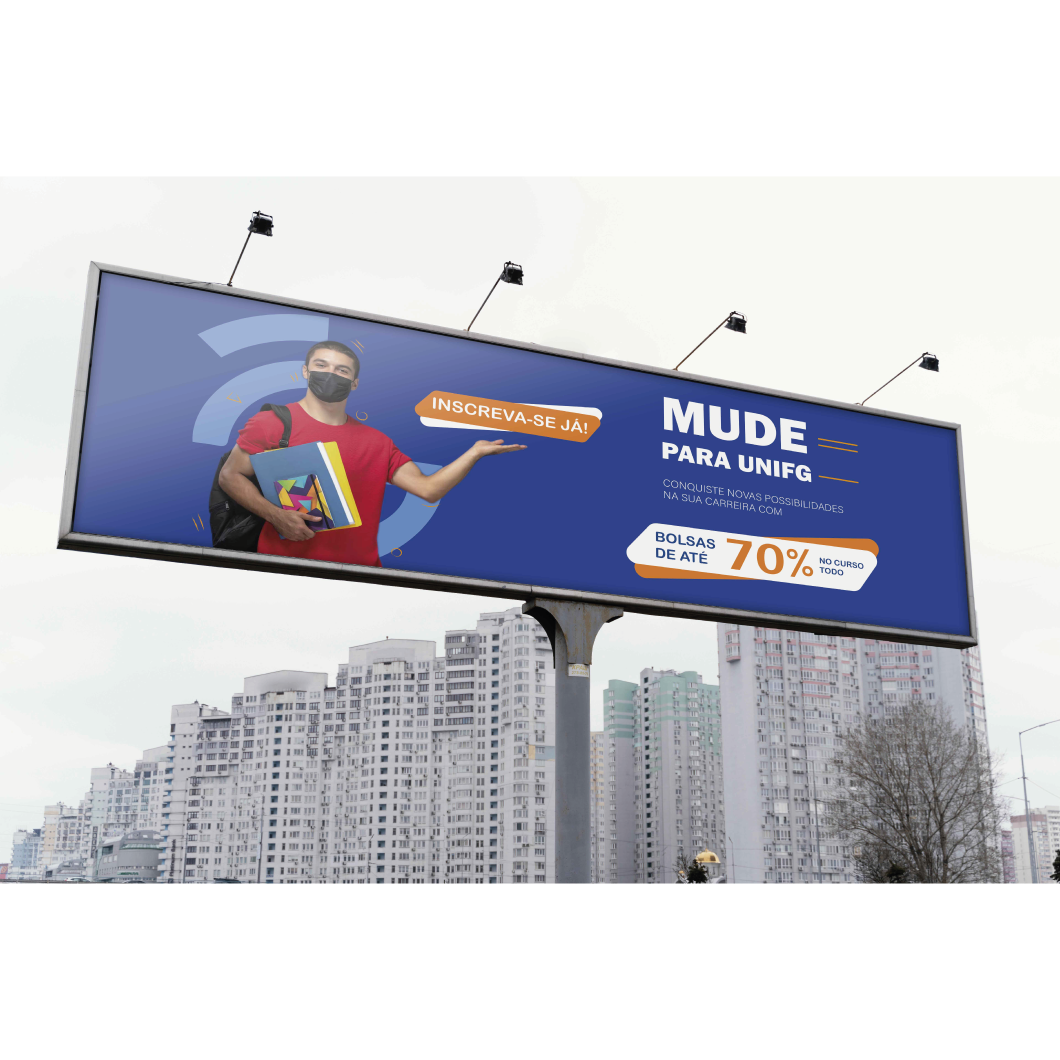 INSCREVA-SE JÁ!
MUDE
PARA UNIFG
CONQUISTE NOVAS POSSIBILIDADES
NA SUA CARREIRA COM
BOLSAS
DE ATÉ
70%
NO CURSO
TODO